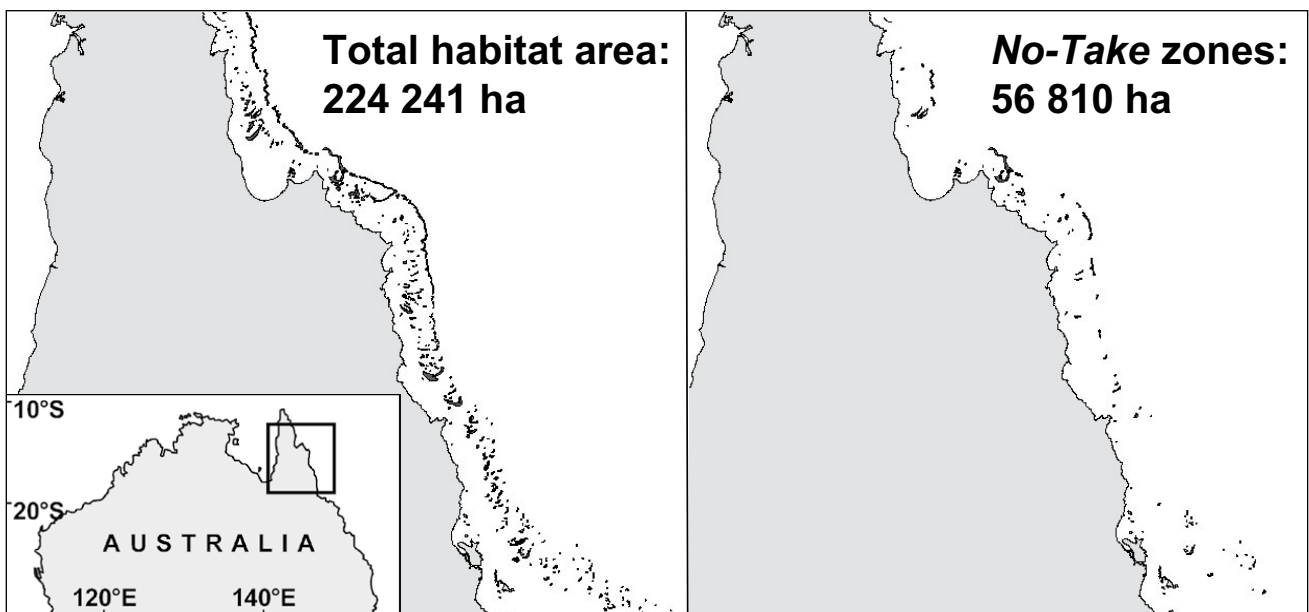 Total habitat area:
224 241 ha
No-Take zones:
56 810 ha
10°S
20°S
AUSTRALIA
120°E 140°E